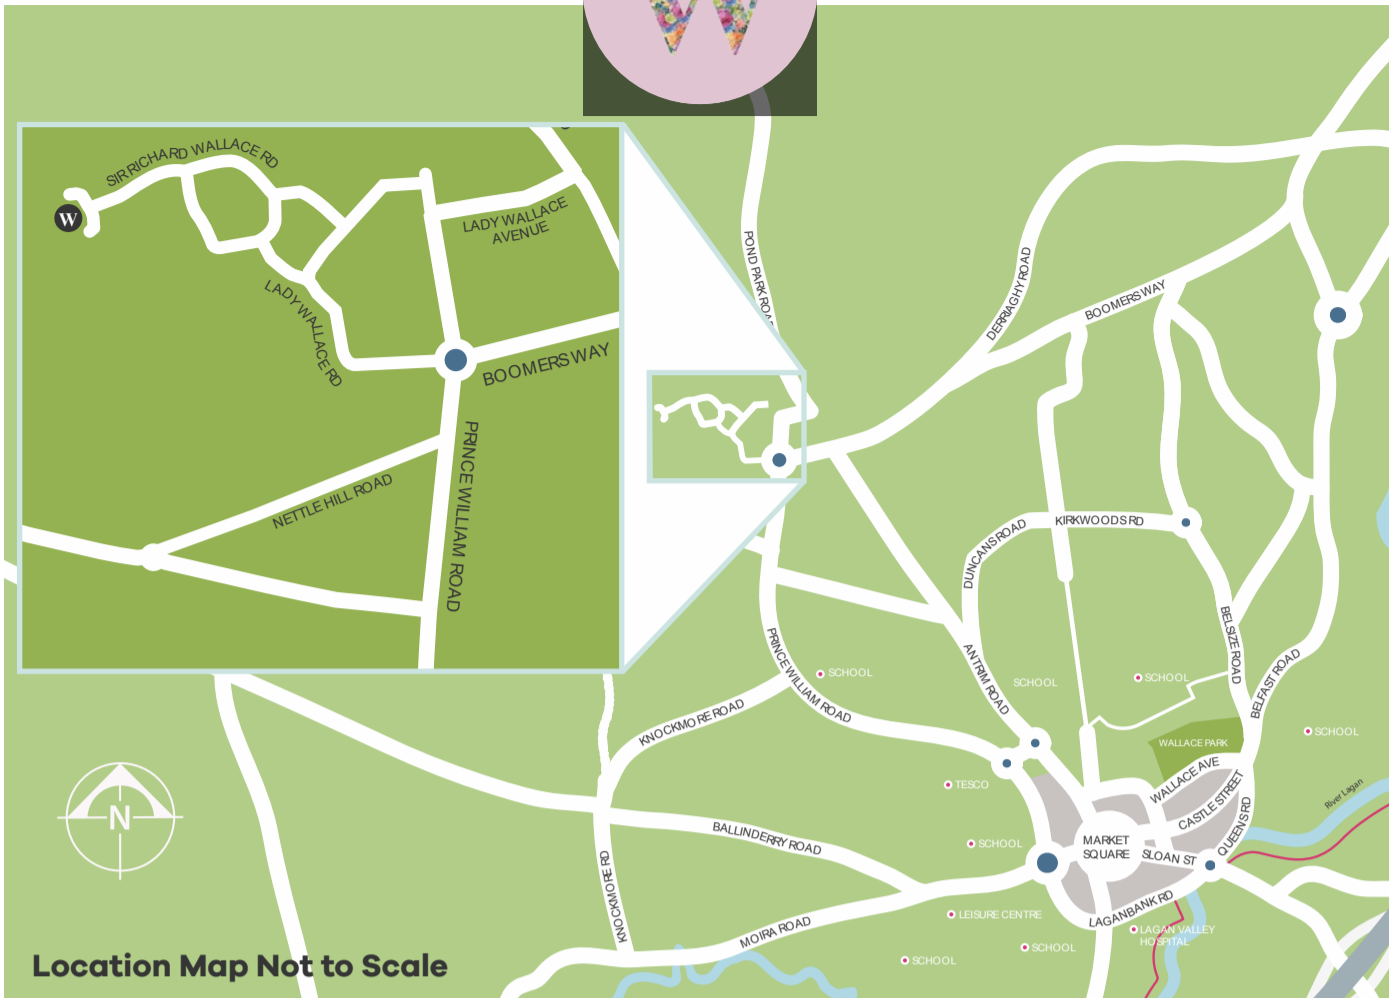 W
SIR RICHARD WALLACE RD
W
LADY WALLACE
AVENUE
LADY WALLACE RD
BOOMERS WAY
PRINCE WILLIAM ROAD
NETTLE HILL ROAD
POND PARK ROAD
DERRIAGHY ROAD
BOOMERS WAY
DUNCANS ROAD
KIRKWOODS RD
BELSIZE ROAD
BELFAST ROAD
ANTRIM ROAD
PRINCE WILLIAM ROAD
SCHOOL
SCHOOL
SCHOOL
SCHOOL
KNOCKMORE ROAD
WALLACE PARK
WALLACE AVE
CASTLE STREET
QUEENS RD
River Lagan
TESCO
BALLINDERRY ROAD
SCHOOL
MARKET
SQUARE
SLOAN ST
KNOCKMORE RD
LAGANBANK RD
LEISURE CENTRE
MOIRA ROAD
LAGAN VALLEY
HOSPITAL
SCHOOL
SCHOOL
N
Location Map Not to Scale